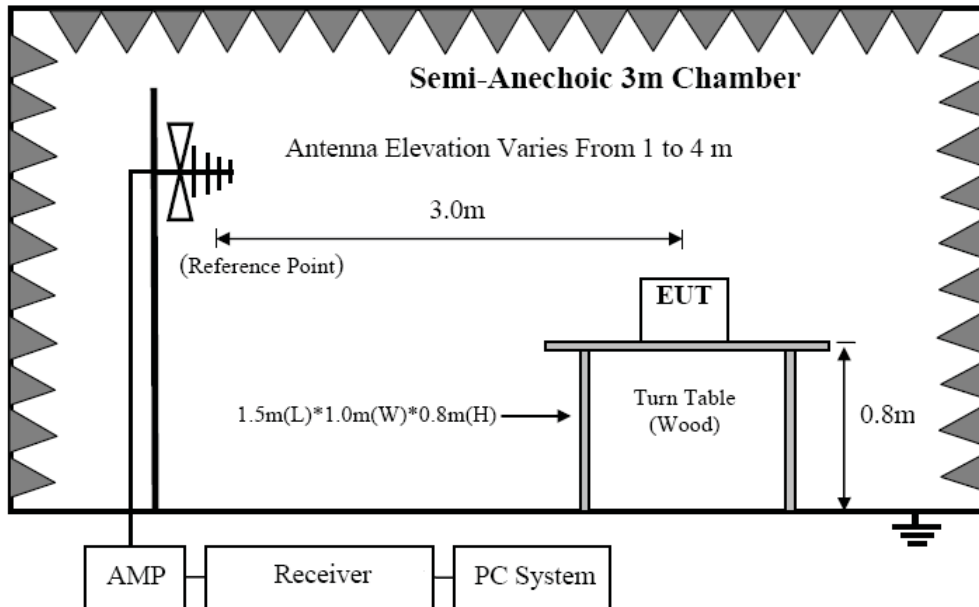 Semi-Anechoic 3m Chamber
Antenna Elevation Varies From 1 to 4 m
3.0m
(Reference Point)
EUT
1.5m(L)*1.0m(W)*0.8m(H)
Turn Table
(Wood)
0.8m
AMP
Receiver
PC System